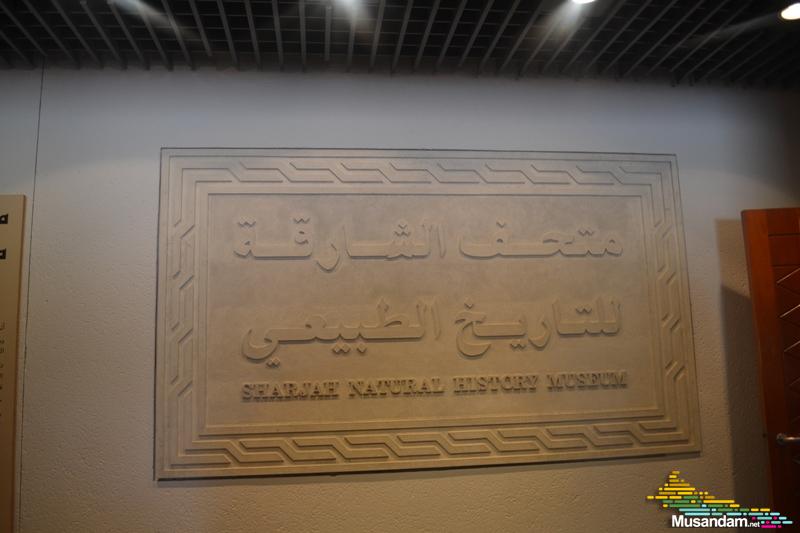 متحف الشارقة
للتاريخ الطبيعي
SHARJAH NATURAL HISTORY MUSEUM
Musandam.net